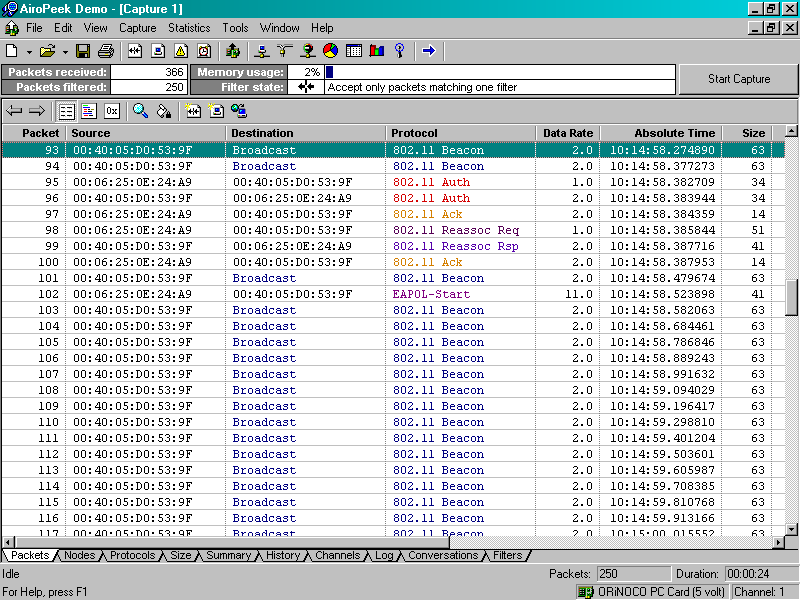 AiroPeek Demo - [Capture 1]
File Edit View Capture Statistics Tools Window Help
Packets received: 366 Memory usage: 2%
Packets filtered: 250 Filter state: Accept only packets matching one filter
Start Capture
Packet Source Destination Protocol Data Rate Absolute Time Size
93 00:40:05:D0:53:9F Broadcast 802.11 Beacon 2.0 10:14:58.274890 63
94 00:40:05:D0:53:9F Broadcast 802.11 Beacon 2.0 10:14:58.377273 63
95 00:06:25:0E:24:A9 00:40:05:D0:53:9F 802.11 Auth 1.0 10:14:58.382709 34
96 00:40:05:D0:53:9F 00:06:25:0E:24:A9 802.11 Auth 2.0 10:14:58.383944 34
97 00:06:25:0E:24:A9 00:40:05:D0:53:9F 802.11 Ack 2.0 10:14:58.384359 14
98 00:06:25:0E:24:A9 00:40:05:D0:53:9F 802.11 Reassoc Req 1.0 10:14:58.385844 51
99 00:40:05:D0:53:9F 00:06:25:0E:24:A9 802.11 Reassoc Rsp 2.0 10:14:58.387716 41
100 00:06:25:0E:24:A9 00:40:05:D0:53:9F 802.11 Ack 2.0 10:14:58.387953 14
101 00:40:05:D0:53:9F Broadcast 802.11 Beacon 2.0 10:14:58.479674 63
102 00:06:25:0E:24:A9 00:40:05:D0:53:9F EAPOL-Start 11.0 10:14:58.523898 41
103 00:40:05:D0:53:9F Broadcast 802.11 Beacon 2.0 10:14:58.582063 63
104 00:40:05:D0:53:9F Broadcast 802.11 Beacon 2.0 10:14:58.684461 63
105 00:40:05:D0:53:9F Broadcast 802.11 Beacon 2.0 10:14:58.786846 63
106 00:40:05:D0:53:9F Broadcast 802.11 Beacon 2.0 10:14:58.889243 63
107 00:40:05:D0:53:9F Broadcast 802.11 Beacon 2.0 10:14:58.991632 63
108 00:40:05:D0:53:9F Broadcast 802.11 Beacon 2.0 10:14:59.094029 63
109 00:40:05:D0:53:9F Broadcast 802.11 Beacon 2.0 10:14:59.196417 63
110 00:40:05:D0:53:9F Broadcast 802.11 Beacon 2.0 10:14:59.298810 63
111 00:40:05:D0:53:9F Broadcast 802.11 Beacon 2.0 10:14:59.401204 63
112 00:40:05:D0:53:9F Broadcast 802.11 Beacon 2.0 10:14:59.503601 63
113 00:40:05:D0:53:9F Broadcast 802.11 Beacon 2.0 10:14:59.605987 63
114 00:40:05:D0:53:9F Broadcast 802.11 Beacon 2.0 10:14:59.708385 63
115 00:40:05:D0:53:9F Broadcast 802.11 Beacon 2.0 10:14:59.810768 63
116 00:40:05:D0:53:9F Broadcast 802.11 Beacon 2.0 10:14:59.913166 63
117 00:40:05:D0:53:9F Broadcast 802.11 Beacon 2.0 10:15:00.015552 63
Packets Nodes Protocols Size Summary History Channels Log Conversations Filters
Idle Packets: 250 Duration: 00:00:24
For Help, press F1 ORiNOCO PC Card (5 volt) Channel: 1